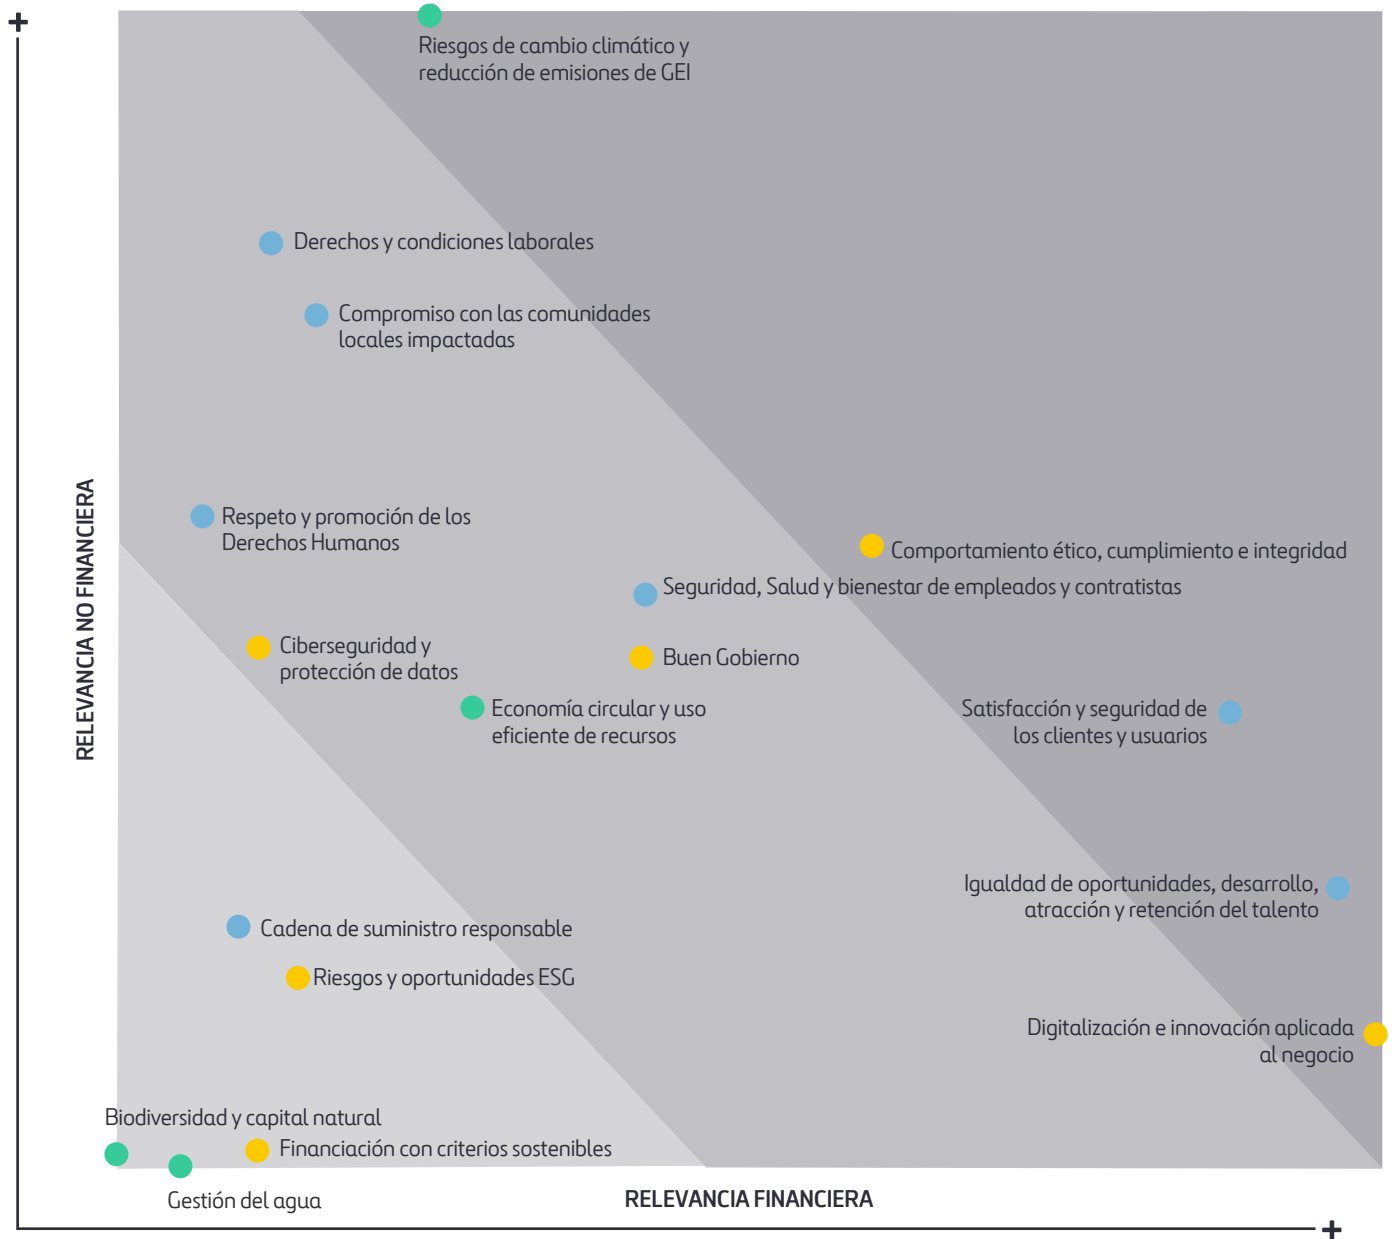 +
Riesgos de cambio climático y
reducción de emisiones de GEI
Derechos y condiciones laborales
Compromiso con las comunidades
locales impactadas
RELEVANCIA NO FINANCIERA
Respeto y promoción de los
Derechos Humanos
Comportamiento ético, cumplimiento e integridad
Seguridad, Salud y bienestar de empleados y contratistas
Ciberseguridad y
protección de datos
Buen Gobierno
Economía circular y uso
eficiente de recursos
Satisfacción y seguridad de
los clientes y usuarios
Igualdad de oportunidades, desarrollo,
atracción y retención del talento
Cadena de suministro responsable
Riesgos y oportunidades ESG
Digitalización e innovación aplicada
al negocio
Biodiversidad y capital natural
Financiación con criterios sostenibles
Gestión del agua
RELEVANCIA FINANCIERA
+